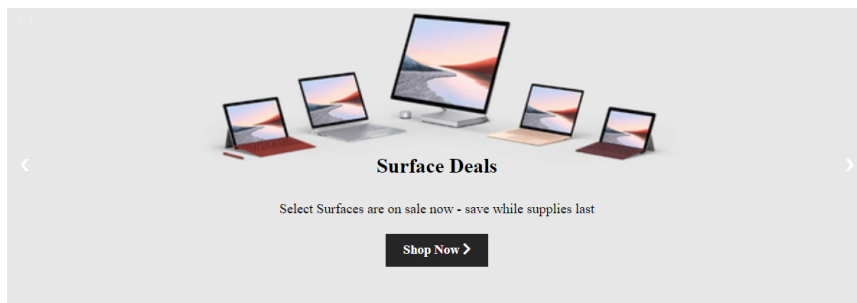 Surface Deals
Select Surfaces are on sale now - save while supplies last
Shop Now